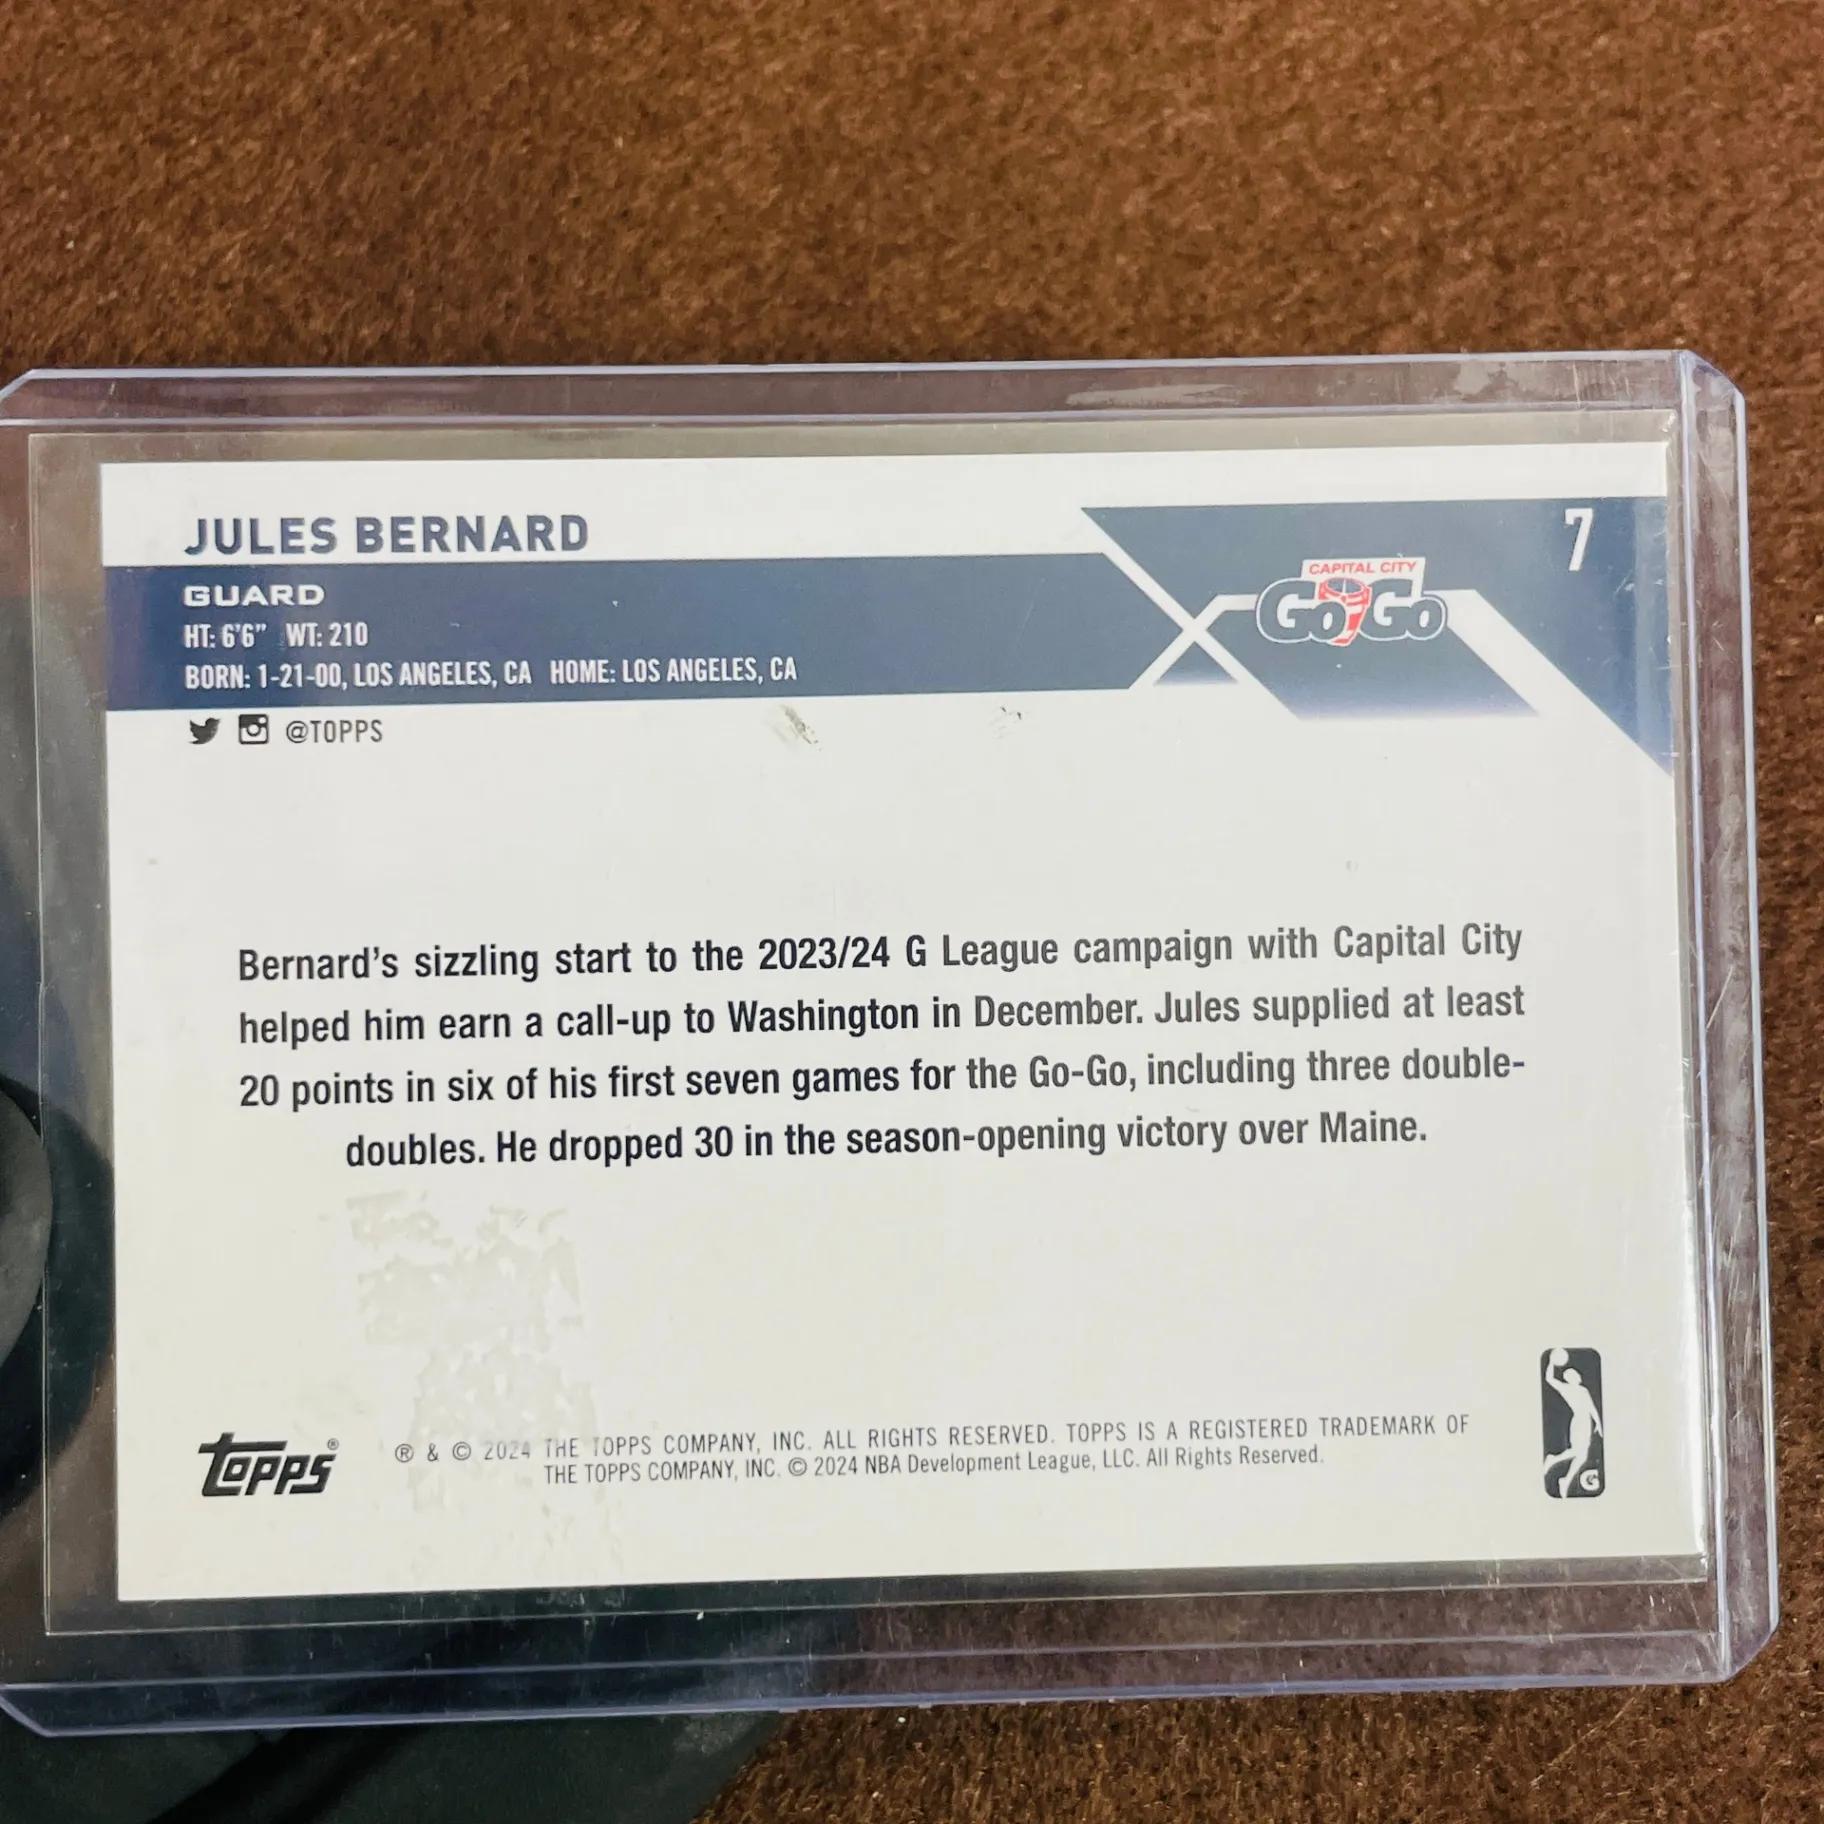 JULES BERNARD
7
GUARD
HT: 6'6" WT: 210
BORN: 1-21-00, LOS ANGELES, CA HOME: LOS ANGELES, CA
CAPITAL CITY
GO GO
@TOPPS
Bernard's sizzling start to the 2023/24 G League campaign with Capital City
helped him earn a call-up to Washington in December. Jules supplied at least
20 points in six of his first seven games for the Go-Go, including three double-
doubles. He dropped 30 in the season-opening victory over Maine.
topps®
® & © 2024 THE TOPPS COMPANY, INC. ALL RIGHTS RESERVED. TOPPS IS A REGISTERED TRADEMARK OF
THE TOPPS COMPANY, INC. © 2024 NBA Development League, LLC. All Rights Reserved.
G